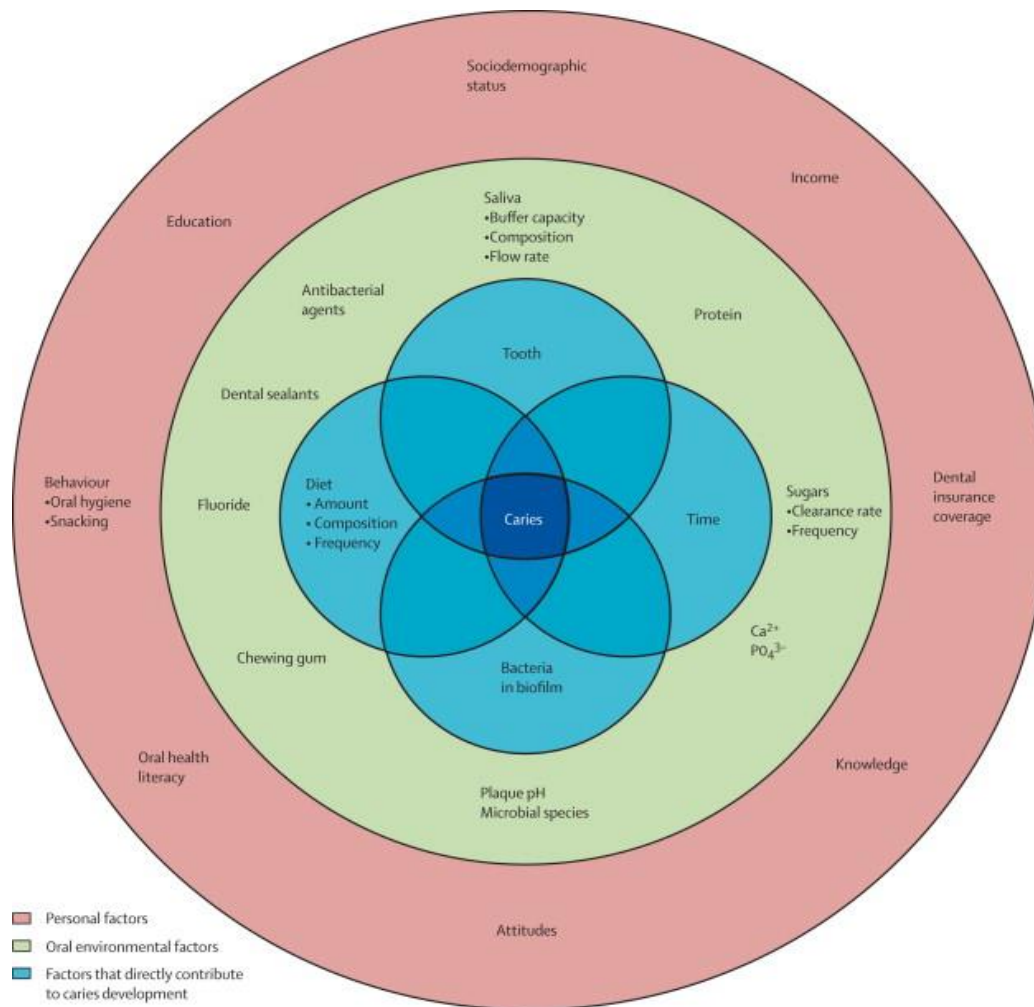 Sociodemographic
status
Income
Education
Saliva
•Buffer capacity
•Composition
•Flow rate
Antibacterial
agents
Protein
Tooth
Dental sealants
Behaviour
•Oral hygiene
•Snacking
Fluoride
Diet
• Amount
• Composition
• Frequency
Caries
Time
Sugars
•Clearance rate
•Frequency
Dental
insurance
coverage
Ca²⁺
PO₄³⁻
Chewing gum
Bacteria
in biofilm
Oral health
literacy
Knowledge
Plaque pH
Microbial species
Attitudes
Personal factors
Oral environmental factors
Factors that directly contribute
to caries development